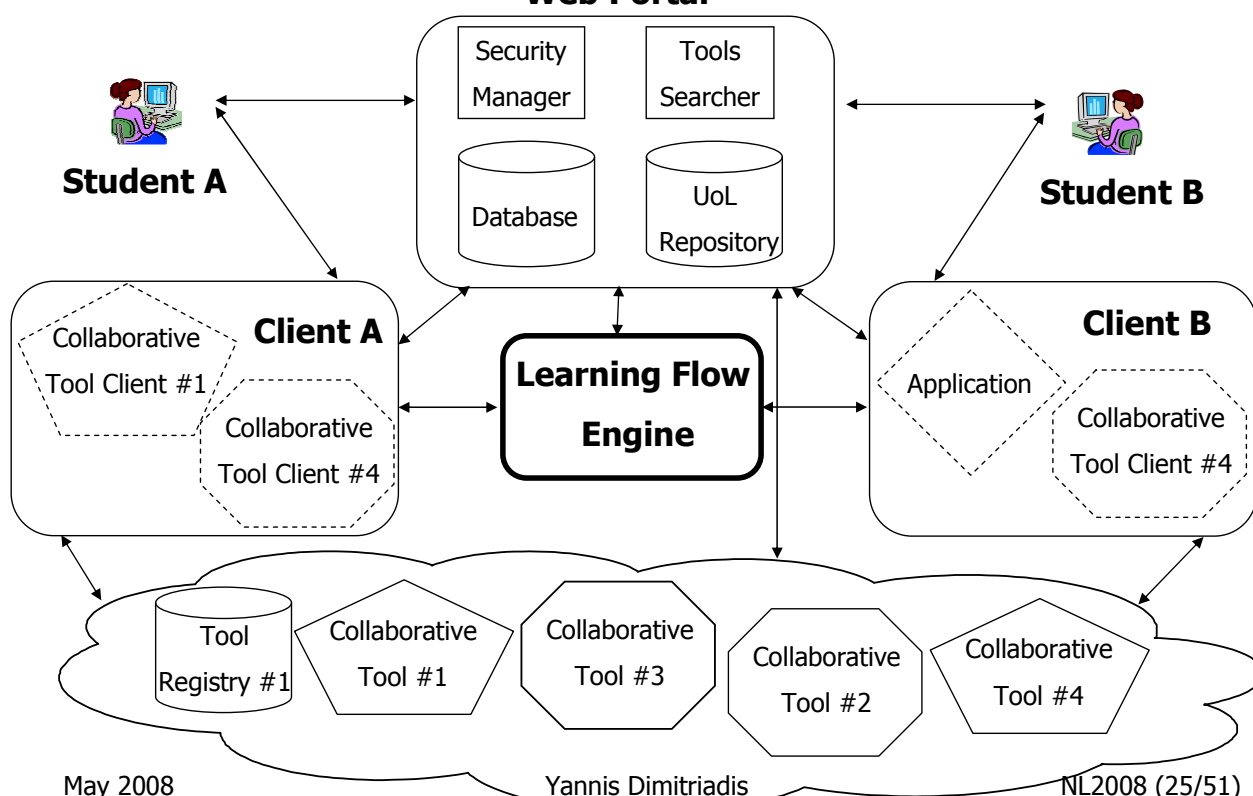 Web Portal
Security
Manager
Tools
Searcher
Student A
Database
UoL
Repository
Student B
Client A
Collaborative
Tool Client #1
Collaborative
Tool Client #4
Learning Flow
Engine
Client B
Application
Collaborative
Tool Client #4
Tool
Registry #1
Collaborative
Tool #1
Collaborative
Tool #3
Collaborative
Tool #2
Collaborative
Tool #4
May 2008
Yannis Dimitriadis
NL2008 (25/51)